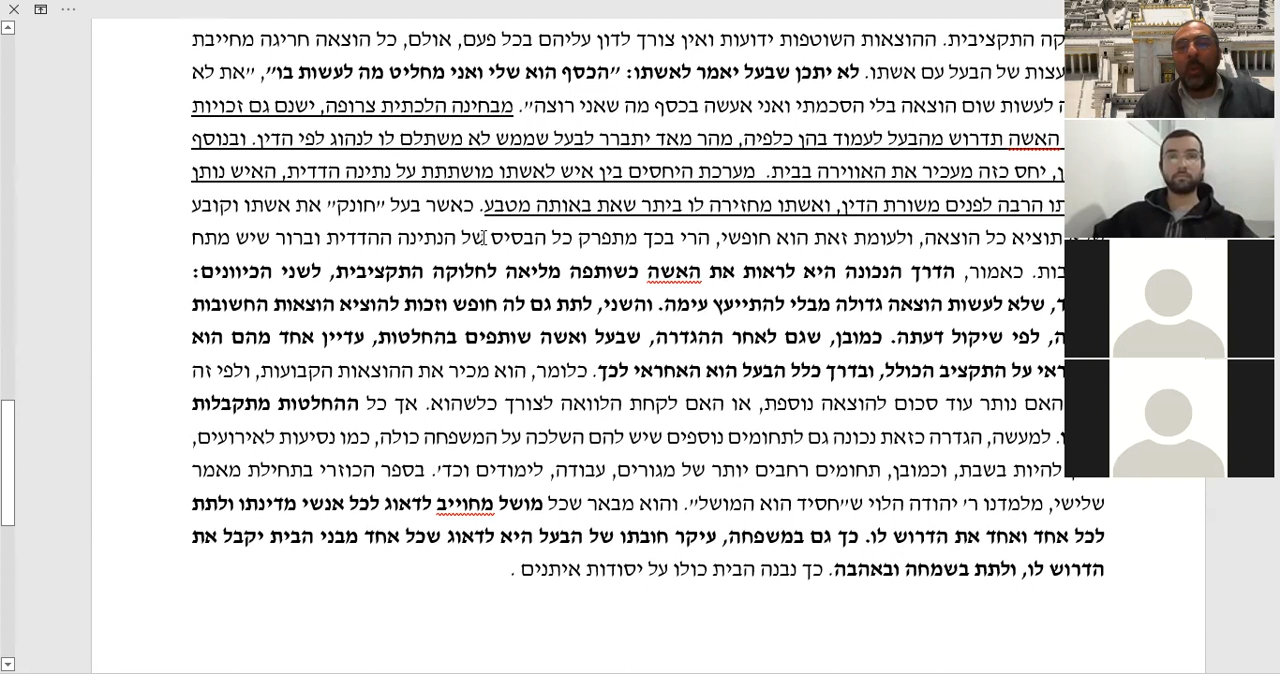 קה התקציבית. ההוצאות השוטפות ידועות ואין צורך לדון עליהם בכל פעם, אולם, כל הוצאה חריגה מחייבת
עצות של הבעל עם אשתו. לא יתכן שבעל יאמר לאשתו: "הכסף הוא שלי ואני מחליט מה לעשות בו", "את לא
לעשות שום הוצאה בלי הסכמתי ואני אעשה בכסף מה שאני רוצה". מבחינה הלכתית צרופה, ישנם גם זכויות
האשה תדרוש מהבעל לעמוד בהן כלפיה, מהר מאד יתברר לבעל שממש לא משתלם לו לנהוג לפי הדין. ובנוסף
יחס כזה מעכיר את האווירה בבית. מערכת היחסים בין איש לאשתו מושתתת על נתינה הדדית, האיש נותן
תו הרבה לפנים משורת הדין, ואשתו מחזירה לו ביתר שאת באותה מטבע. כאשר בעל "חונק" את אשתו וקובע
תוציא כל הוצאה, ולעומת זאת הוא חופשי, הרי בכך מתפרק כל הבסיס של הנתינה ההדדית וברור שיש מתח
בות. כאמור, הדרך הנכונה היא לראות את האשה כשותפה מליאה לחלוקה התקציבית, לשני הכיוונים:
ד, שלא לעשות הוצאה גדולה מבלי להתייעץ עימה. והשני, לתת גם לה חופש וזכות להוציא הוצאות החשובות
ה, לפי שיקול דעתה. כמובן, שגם לאחר ההגדרה, שבעל ואשה שותפים בהחלטות, עדיין אחד מהם הוא
ראי על התקציב הכולל, ובדרך כלל הבעל הוא האחראי לכך. כלומר, הוא מכיר את ההוצאות הקבועות, ולפי זה
האם נותר עוד סכום להוצאה נוספת, או האם לקחת הלוואה לצורך כלשהוא. אך כל ההחלטות מתקבלות
ו. למעשה, הגדרה כזאת נכונה גם לתחומים נוספים שיש להם השלכה על המשפחה כולה, כמו נסיעות לאירועים,
להיות בשבת, וכמובן, תחומים רחבים יותר של מגורים, עבודה, לימודים וכד'. בספר הכוזרי בתחילת מאמר
שלישי, מלמדנו ר' יהודה הלוי ש"חסיד הוא המושל". והוא מבאר שכל מושל מחוייב לדאוג לכל אנשי מדינתו ולתת
לכל אחד ואחד את הדרוש לו. כך גם במשפחה, עיקר חובתו של הבעל היא לדאוג שכל אחד מבני הבית יקבל את
הדרוש לו, ולתת בשמחה ובאהבה. כך נבנה הבית כולו על יסודות איתנים .